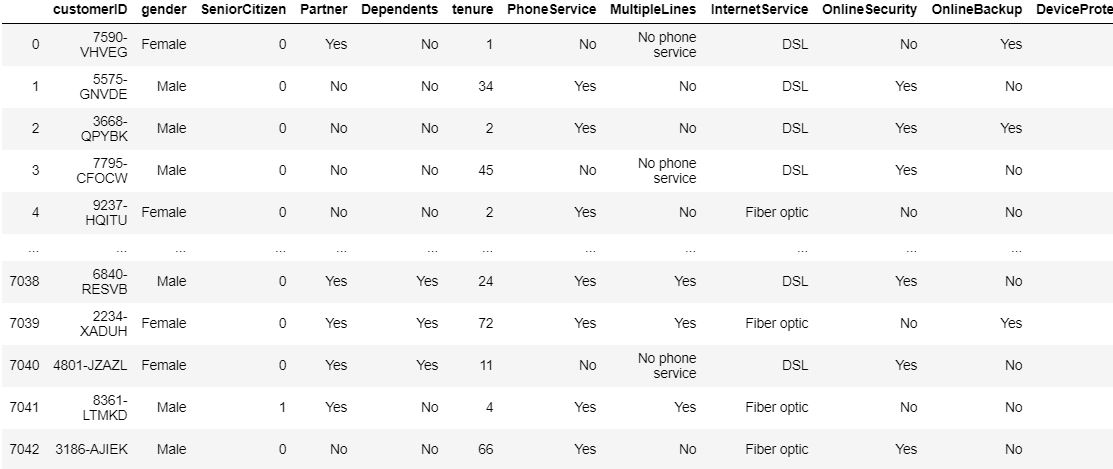 customerID gender SeniorCitizen Partner Dependents tenure PhoneService MultipleLines InternetService OnlineSecurity OnlineBackup DeviceProte
0 7590-VHVEG Female 0 Yes No 1 No No phone service DSL No Yes
1 5575-GNVDE Male 0 No No 34 Yes No DSL Yes No
2 3668-QPYBK Male 0 No No 2 Yes No DSL Yes Yes
3 7795-CFOCW Male 0 No No 45 No No phone service DSL Yes No
4 9237-HQITU Female 0 No No 2 Yes No Fiber optic No No
... ... ... ... ... ... ... ... ... ... ... ...
7038 6840-RESVB Male 0 Yes Yes 24 Yes Yes DSL Yes No
7039 2234-XADUH Female 0 Yes Yes 72 Yes Yes Fiber optic No Yes
7040 4801-JZAZL Female 0 Yes Yes 11 No No phone service DSL Yes No
7041 8361-LTMKD Male 1 Yes No 4 Yes Yes Fiber optic No No
7042 3186-AJIEK Male 0 No No 66 Yes No Fiber optic Yes No